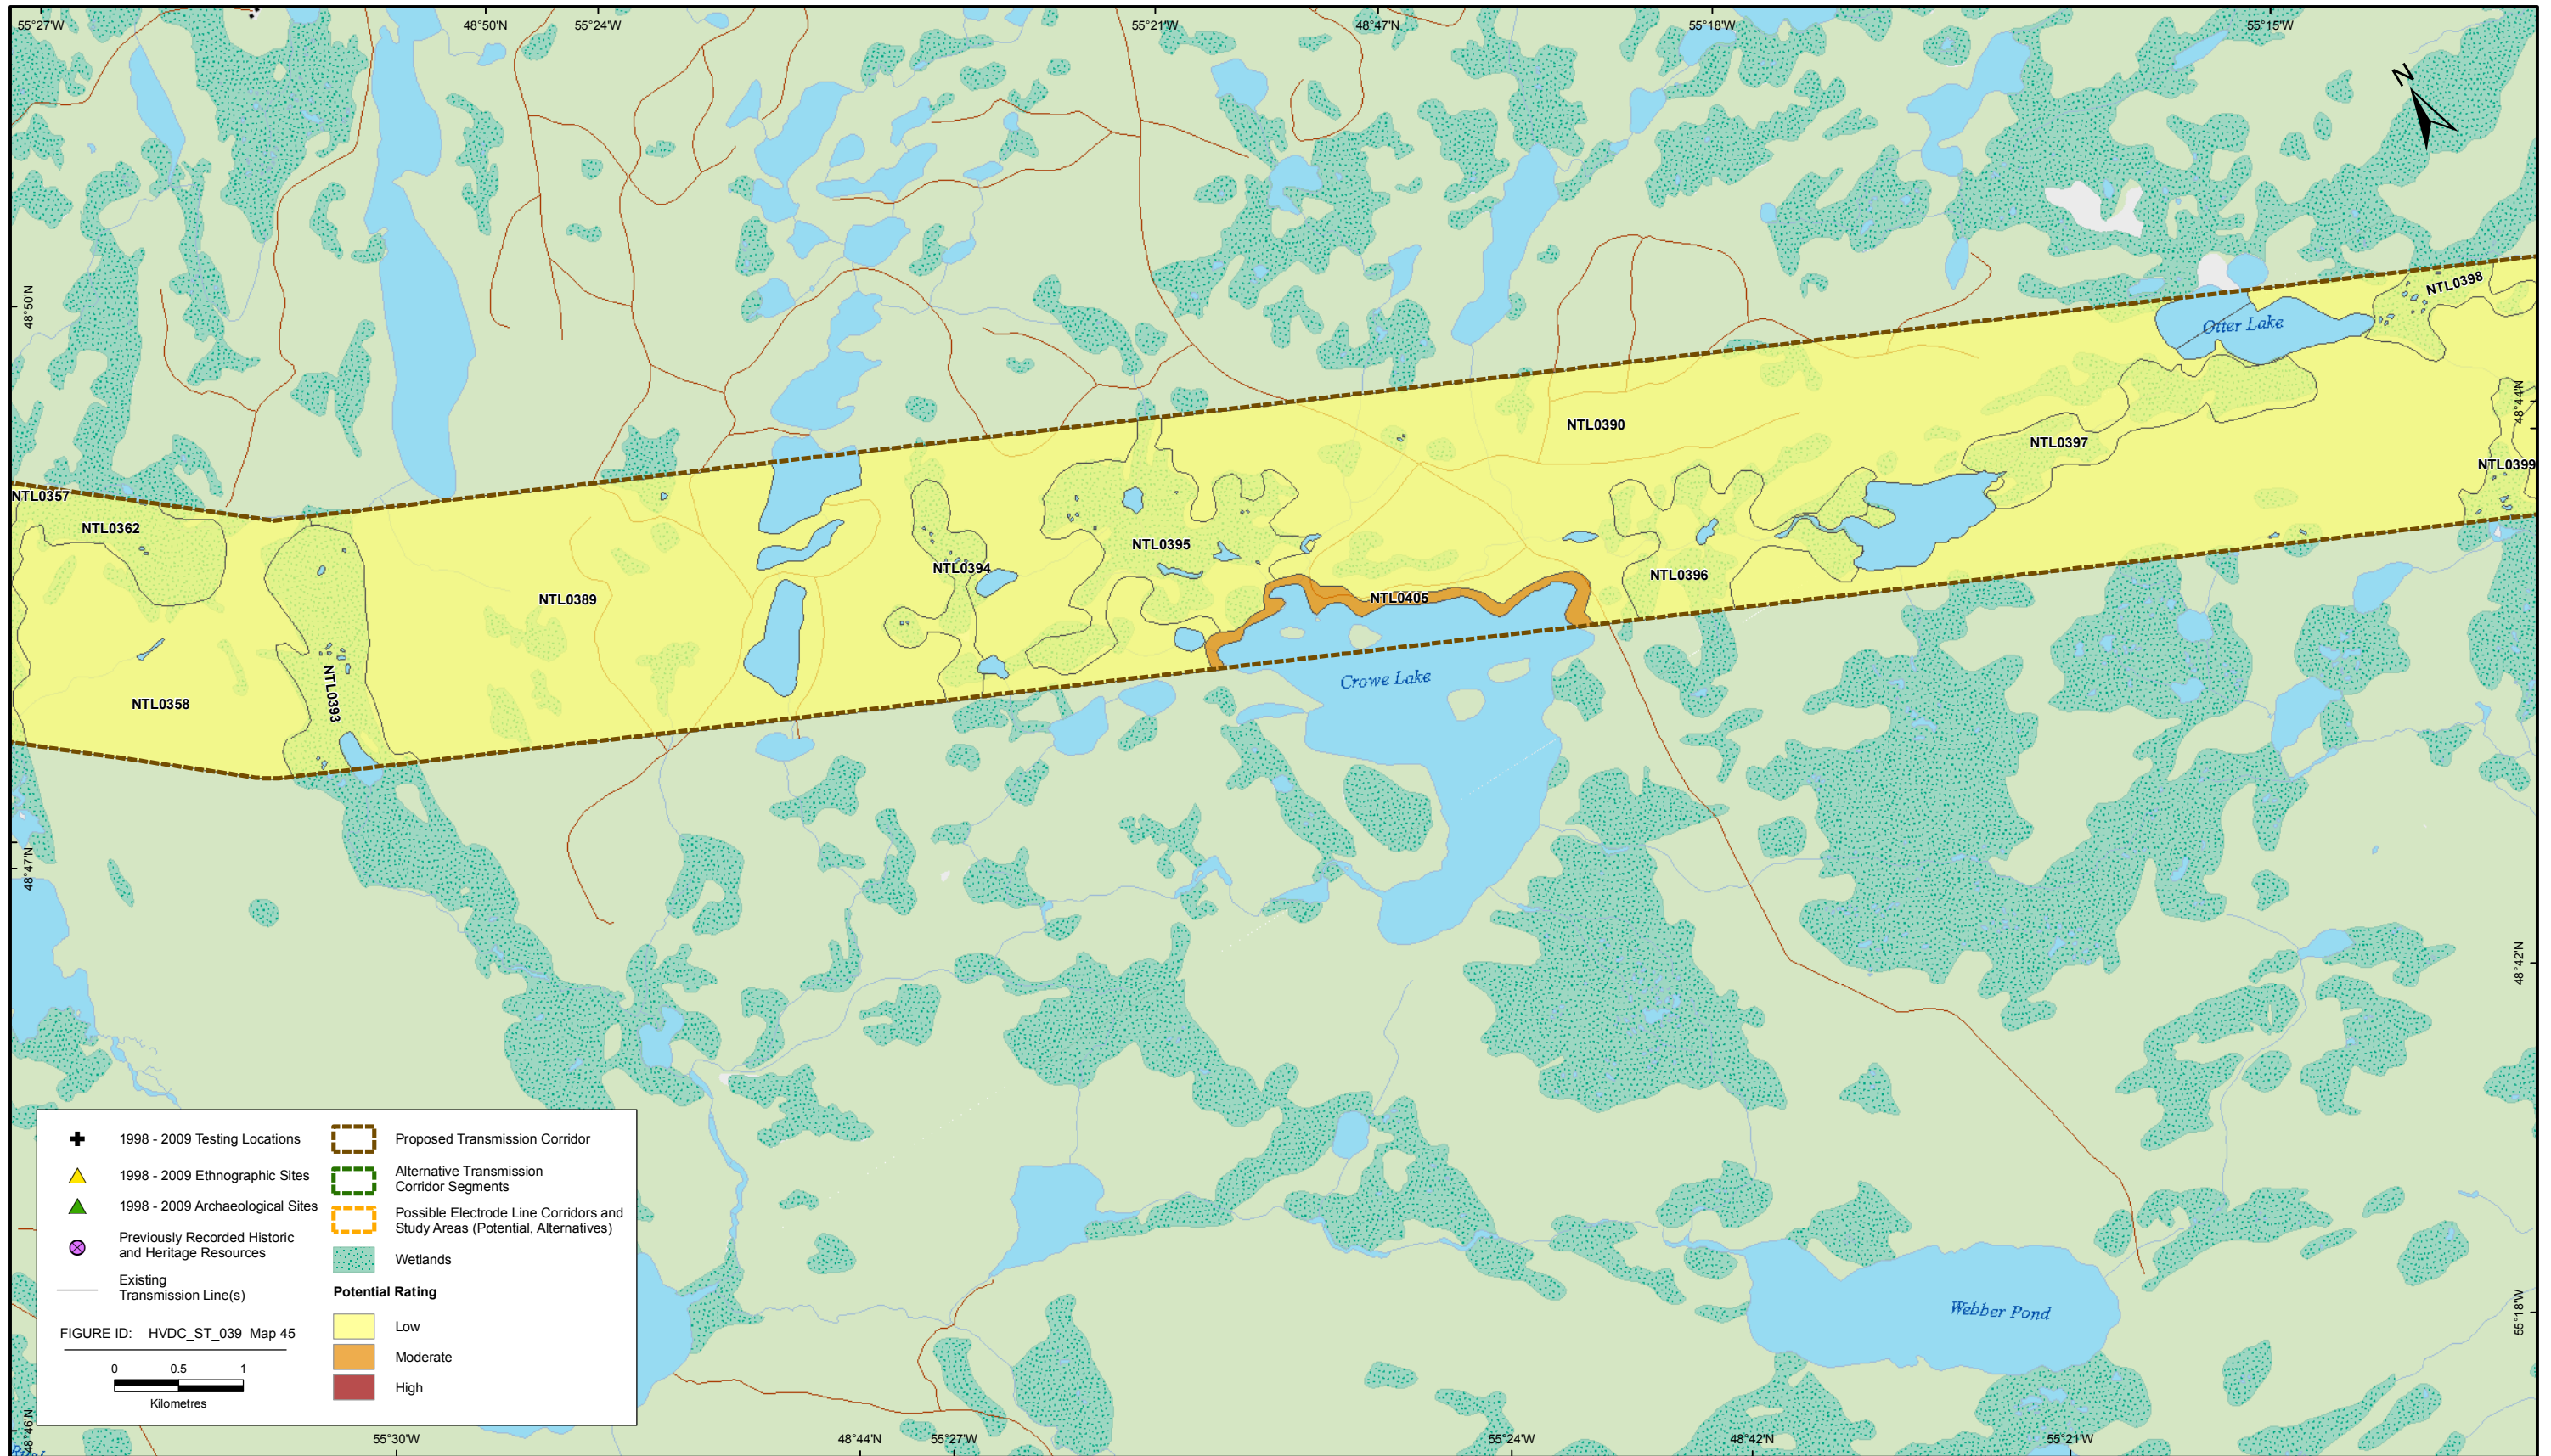 55°27'W
48°50'N
55°24'W
55°21'W
48°47'N
55°18'W
55°15'W
N
48°50'N
NTL0398
Otter Lake
48°44'N
NTL0390
NTL0397
NTL0399
NTL0357
NTL0362
NTL0395
NTL0394
NTL0396
NTL0389
NTL0405
NTL0393
NTL0358
Crowe Lake
48°47'N
48°42'N
1998 - 2009 Testing Locations
1998 - 2009 Ethnographic Sites
1998 - 2009 Archaeological Sites
Previously Recorded Historic
and Heritage Resources
Existing
Transmission Line(s)
FIGURE ID: HVDC_ST_039 Map 45
0 0.5 1
Kilometres
Proposed Transmission Corridor
Alternative Transmission
Corridor Segments
Possible Electrode Line Corridors and
Study Areas (Potential, Alternatives)
Wetlands
Potential Rating
Low
Moderate
High
Webber Pond
55°18'W
48°46'N
55°30'W
48°44'N
55°27'W
55°24'W
48°42'N
55°21'W